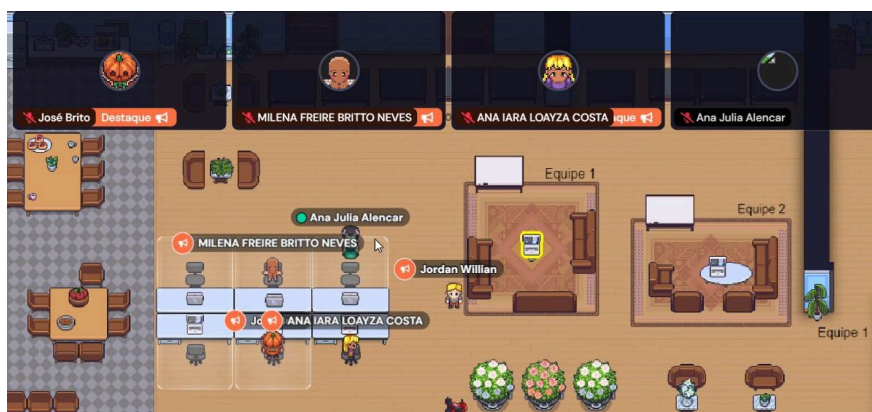 José Brito Destaque
MILENA FREIRE BRITTO NEVES
ANA IARA LOAYZA COSTA que
Ana Julia Alencar
Equipe 1
Equipe 2
Ana Julia Alencar
MILENA FREIRE BRITTO NEVES
Jordan Willian
ANA IARA LOAYZA COSTA
Equipe 1